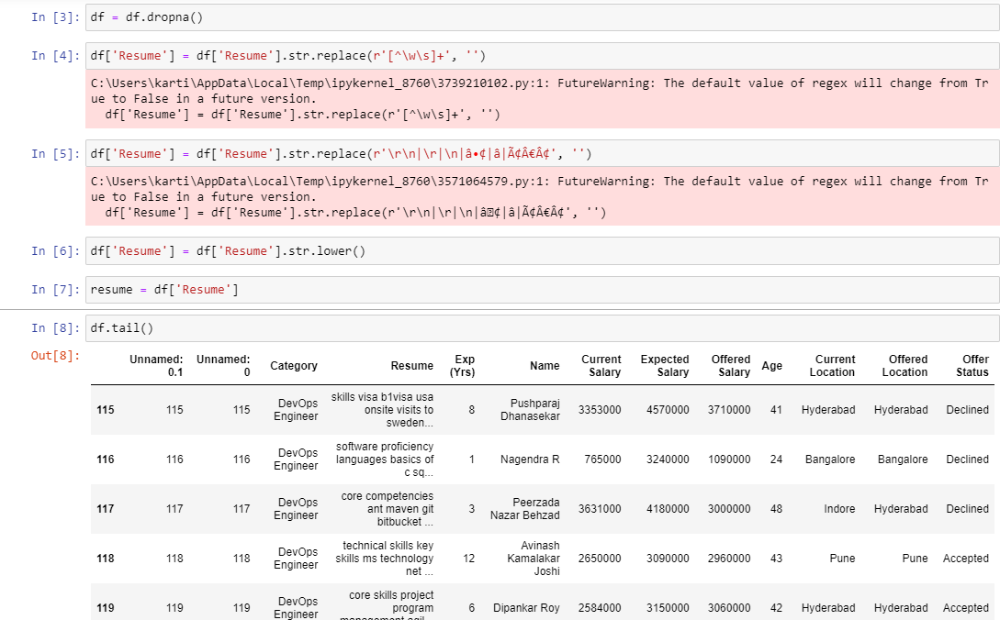 In [3]: df = df.dropna()
In [4]: df['Resume'] = df['Resume'].str.replace(r'[^\w\s]+', '')
C:\Users\karti\AppData\Local\Temp\ipykernel_8760\3739210102.py:1: FutureWarning: The default value of regex will change from Tr
ue to False in a future version.
df['Resume'] = df['Resume'].str.replace(r'[^\w\s]+', '')
In [5]: df['Resume'] = df['Resume'].str.replace(r'\r\n|\r|\n|â•¢|â|Ã¢Â€Â¢', '')
C:\Users\karti\AppData\Local\Temp\ipykernel_8760\3571064579.py:1: FutureWarning: The default value of regex will change from Tr
ue to False in a future version.
df['Resume'] = df['Resume'].str.replace(r'\r\n|\r|\n|â¢|â|Ã¢Â€Â¢', '')
In [6]: df['Resume'] = df['Resume'].str.lower()
In [7]: resume = df['Resume']
In [8]: df.tail()
Out[8]:
Unnamed: 0.1 Unnamed: 0 Category Resume Exp (Yrs) Name Current Salary Expected Salary Offered Salary Age Current Location Offered Location Offer Status
115 115 115 DevOps Engineer skills visa b1visa usa onsite visits to sweden... 8 Pushparaj Dhanasekar 3353000 4570000 3710000 41 Hyderabad Hyderabad Declined
116 116 116 DevOps Engineer software proficiency languages basics of c sq... 1 Nagendra R 765000 3240000 1090000 24 Bangalore Bangalore Declined
117 117 117 DevOps Engineer core competencies ant maven git bitbucket ... 3 Peerzada Nazar Behzad 3631000 4180000 3000000 48 Indore Hyderabad Declined
118 118 118 DevOps Engineer technical skills key skills ms technology net ... 12 Avinash Kamalakar Joshi 2650000 3090000 2960000 43 Pune Pune Accepted
119 119 119 DevOps Engineer core skills project program management agil... 6 Dipankar Roy 2584000 3150000 3060000 42 Hyderabad Hyderabad Accepted